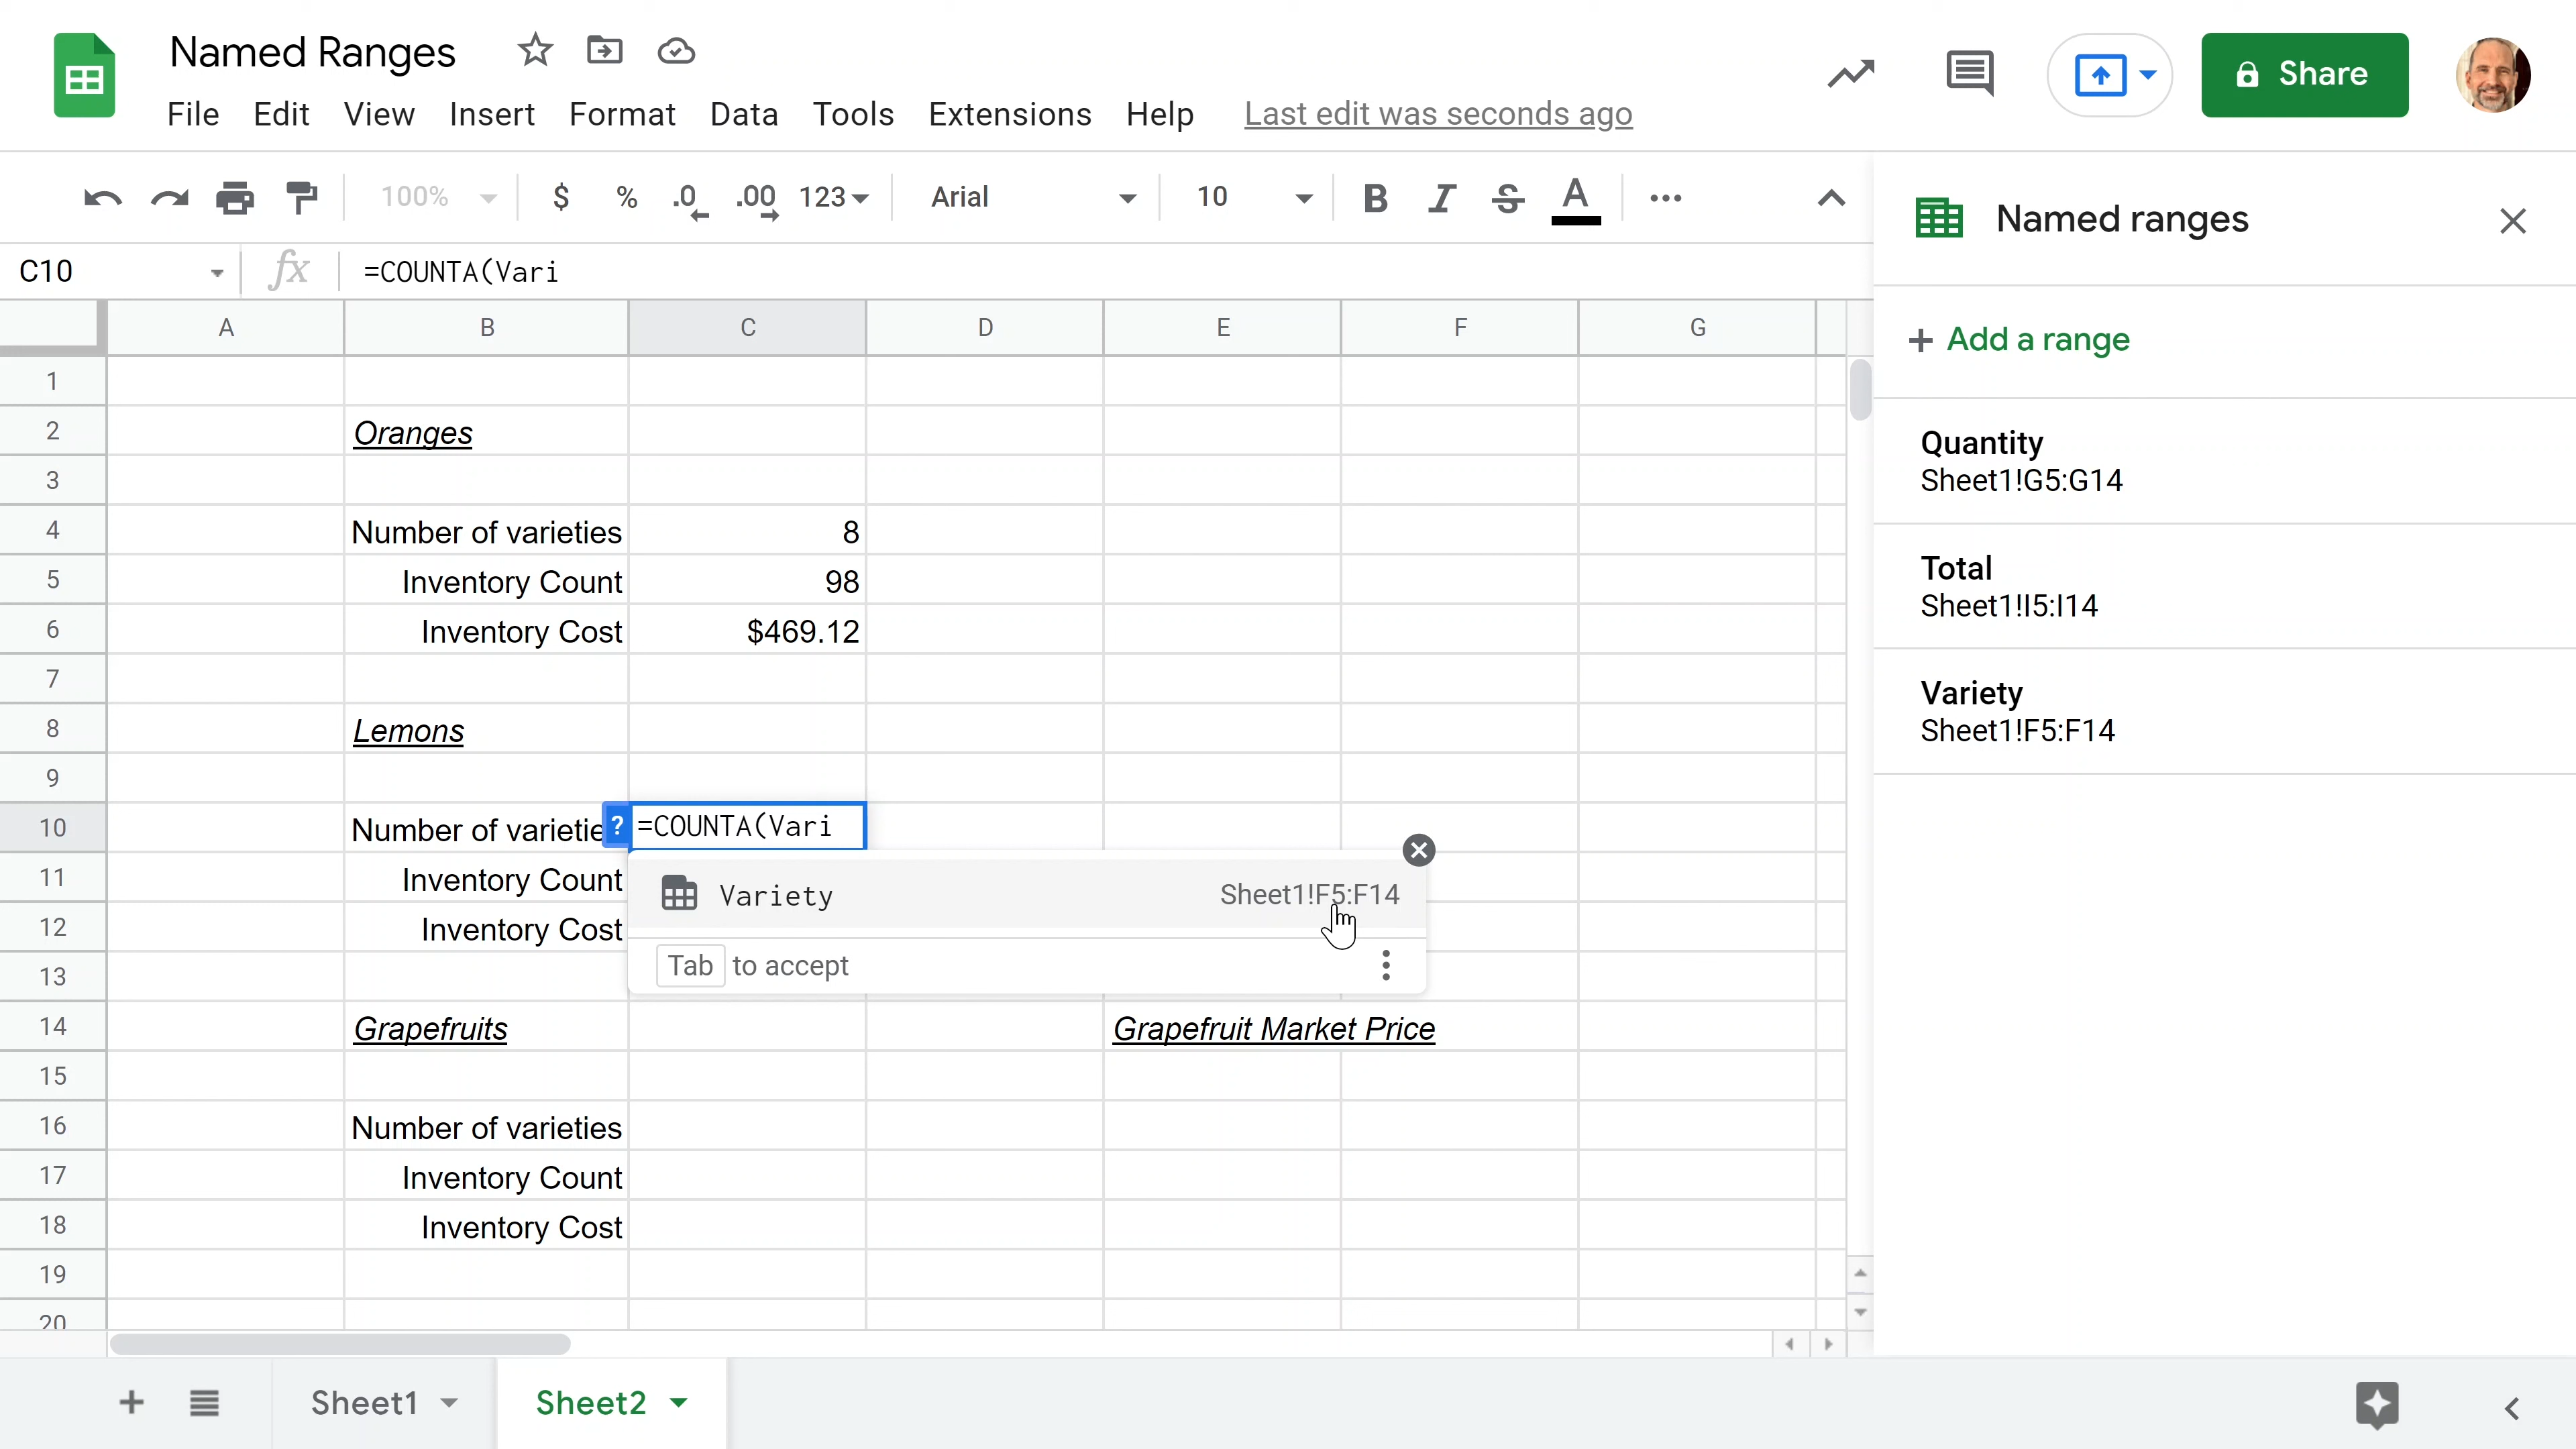 Named Ranges
File Edit View Insert Format Data Tools Extensions Help Last edit was seconds ago
Share
100% $ % .0 .00 123 Arial 10 B I S A
Named ranges
C10 fx =COUNTA(Vari
+ Add a range
A B C D E F G
1
2 Oranges
3
4 Number of varieties 8
5 Inventory Count 98
6 Inventory Cost $469.12
7
8 Lemons
9
10 Number of varietie ? =COUNTA(Vari
11 Inventory Count Variety Sheet1!F5:F14
12 Inventory Cost
13 Tab to accept
14 Grapefruits Grapefruit Market Price
15
16 Number of varieties
17 Inventory Count
18 Inventory Cost
19
20
Quantity
Sheet1!G5:G14
Total
Sheet1!I5:I14
Variety
Sheet1!F5:F14
Sheet1 Sheet2